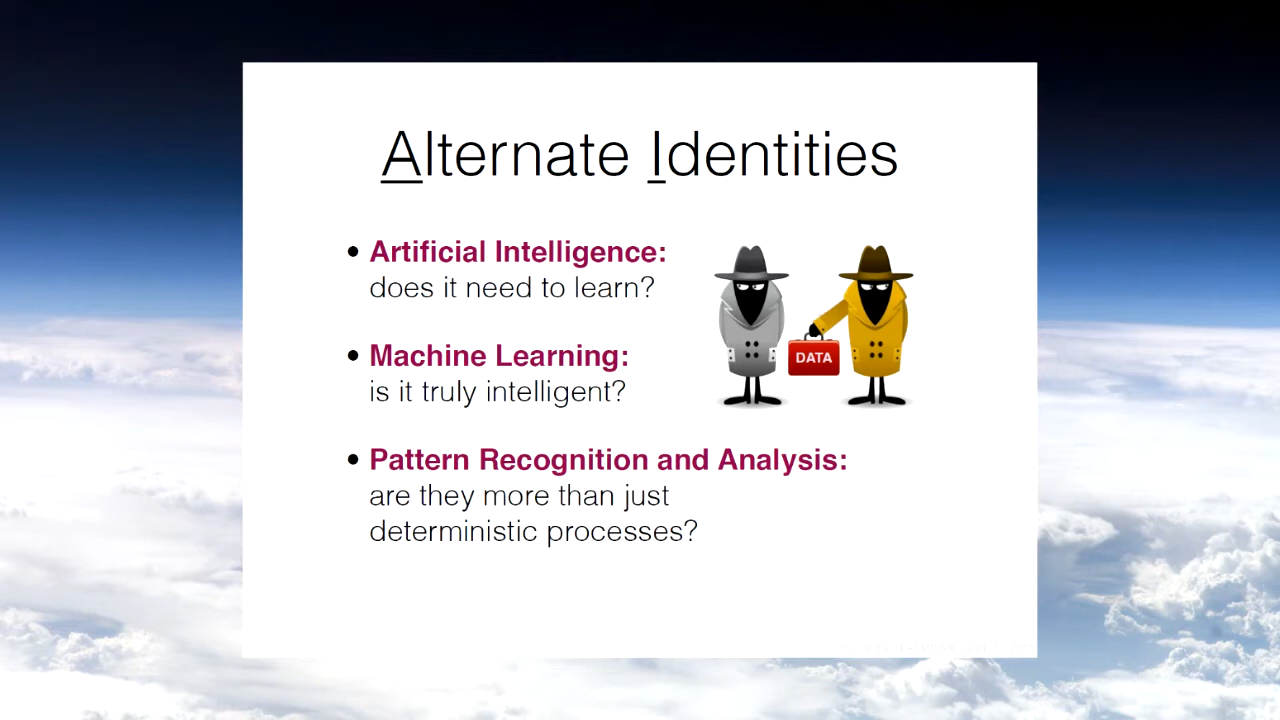 Alternate Identities
• Artificial Intelligence:
does it need to learn?
• Machine Learning:
is it truly intelligent?
DATA
• Pattern Recognition and Analysis:
are they more than just
deterministic processes?